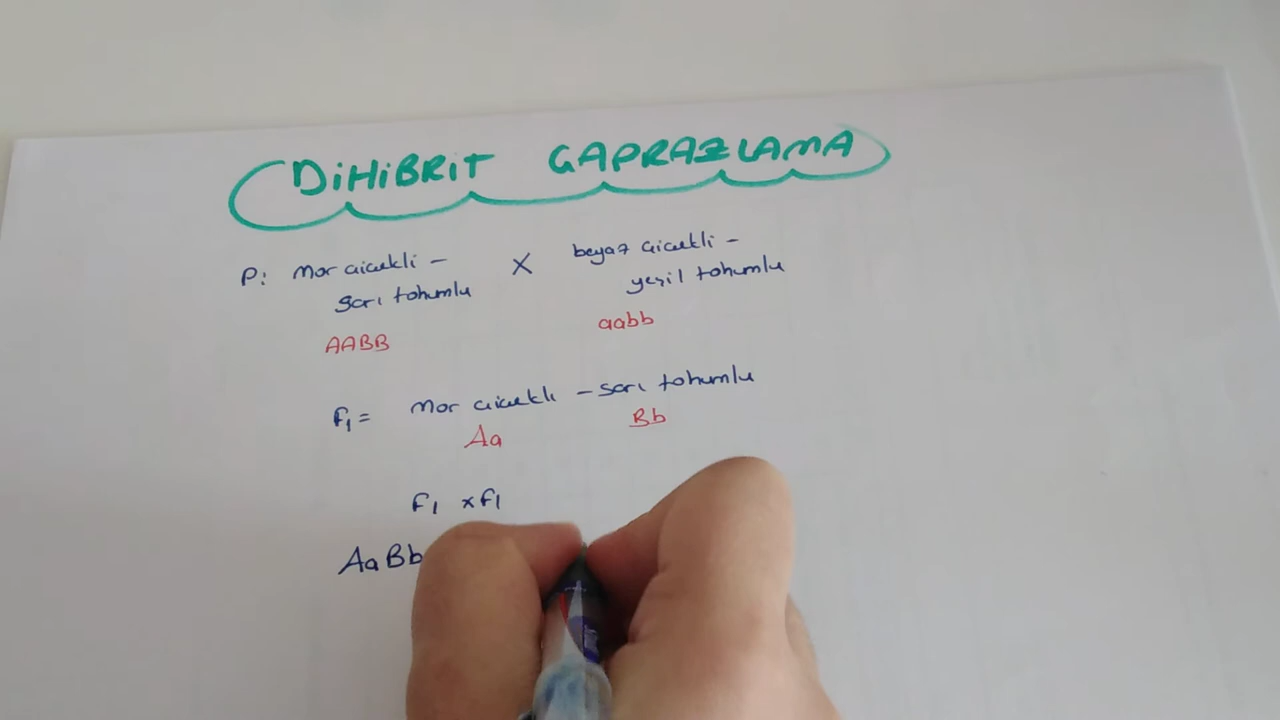 DiHiBRiT ÇAPRAZLAMA
P: Mor çiçekli - X beyaz çiçekli -
sarı tohumlu yeşil tohumlu
AABB aabb
F1 = Mor çiçekli - sarı tohumlu
Aa Bb
F1 x F1
AaBb